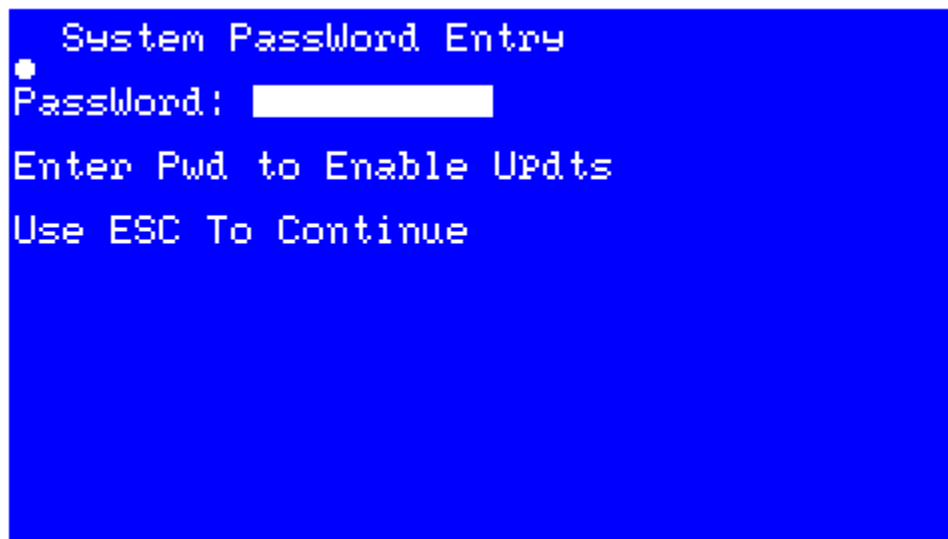 System PassWord Entry
PassWord:
Enter Pwd to Enable UPdts
Use ESC To Continue